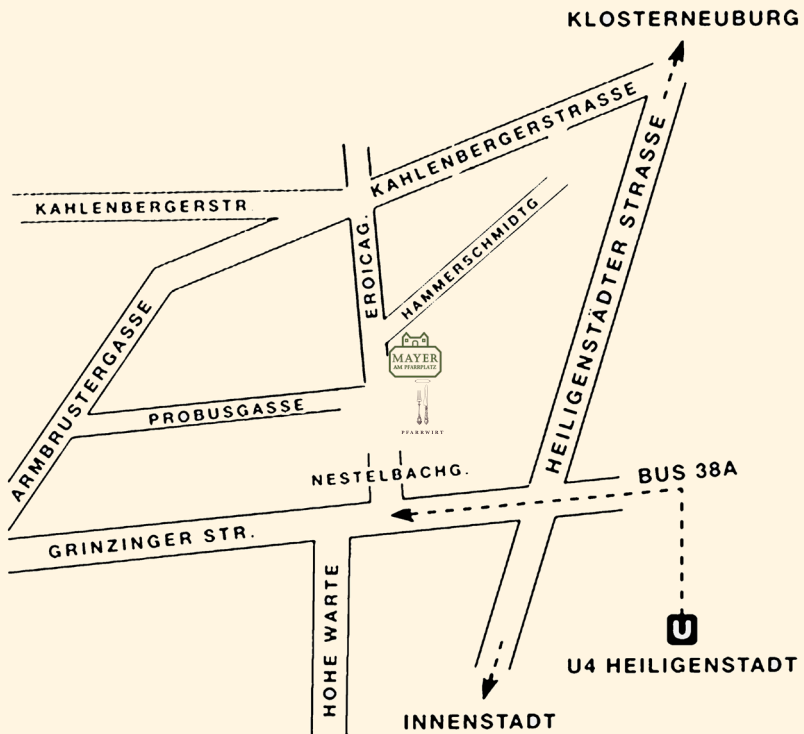 KLOSTERNEUBURG
KAHLENBERGERSTRASSE
KAHLENBERGERSTR.
HEILIGENSTÄDTER STRASSE
EROICAG.
HAMMERSCHMIDTG
ARMBRUSTERGASSE
MAYER
AM PFARRPLATZ
PROBUSGASSE
PFARRWIRT
NESTELBACHG.
BUS 38A
GRINZINGER STR.
HOHE WARTE
U
U4 HEILIGENSTADT
INNENSTADT